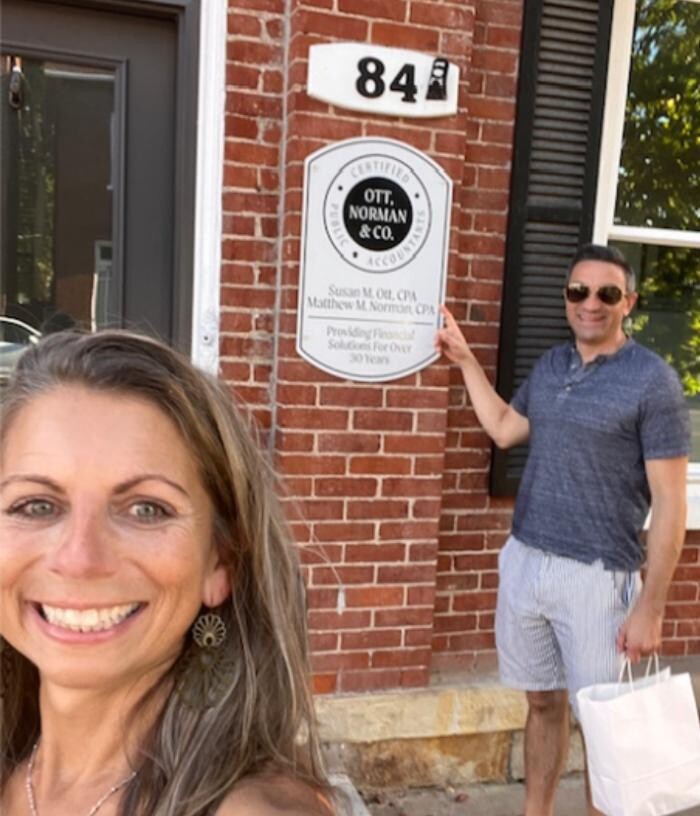 84
CERTIFIED
OTT,
NORMAN
& CO.
PUBLIC ACCOUNTANTS
Susan M. Ott, CPA
Matthew M. Norman, CPA
Providing Financial
Solutions For Over
30 Years